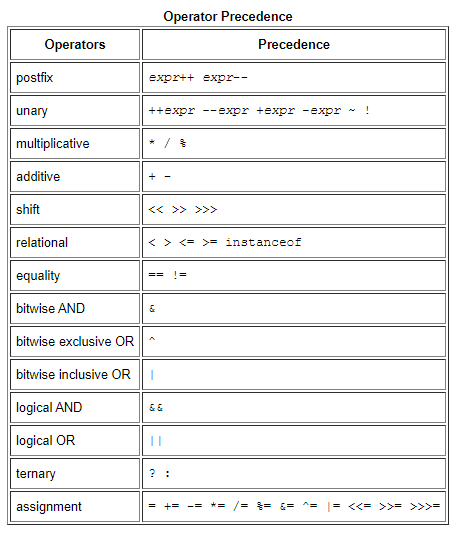 Operator Precedence
Operators Precedence
postfix expr++ expr--
unary ++expr --expr +expr -expr ~ !
multiplicative * / %
additive + -
shift << >> >>>
relational < > <= >= instanceof
equality == !=
bitwise AND &
bitwise exclusive OR ^
bitwise inclusive OR |
logical AND &&
logical OR ||
ternary ? :
assignment = += -= *= /= %= &= ^= |= <<= >>= >>>=